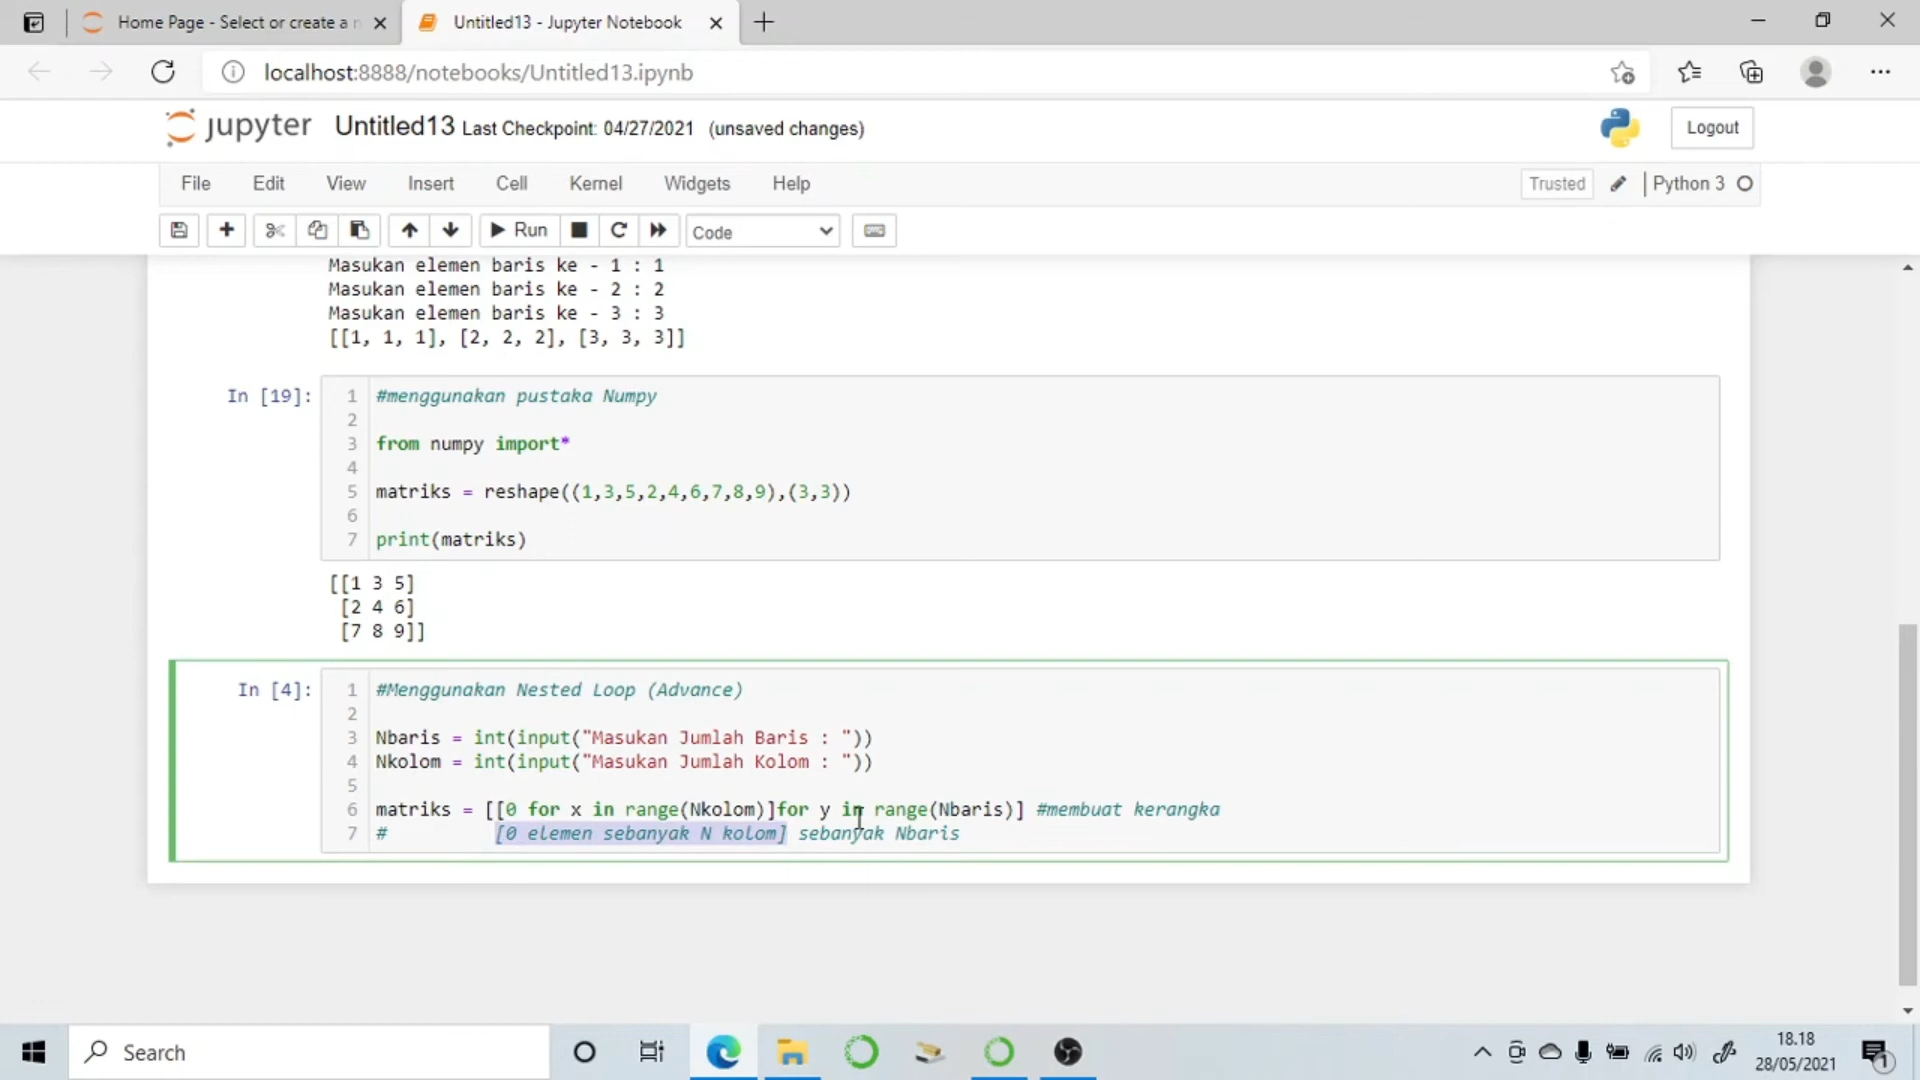 Home Page - Select or create a n
Untitled13 - Jupyter Notebook
localhost:8888/notebooks/Untitled13.ipynb
jupyter Untitled13 Last Checkpoint: 04/27/2021 (unsaved changes)
Logout
File Edit View Insert Cell Kernel Widgets Help
Trusted
Python 3
Run
Code
Masukan elemen baris ke - 1 : 1
Masukan elemen baris ke - 2 : 2
Masukan elemen baris ke - 3 : 3
[[1, 1, 1], [2, 2, 2], [3, 3, 3]]
In [19]:
1 #menggunakan pustaka Numpy
2
3 from numpy import*
4
5 matriks = reshape((1,3,5,2,4,6,7,8,9),(3,3))
6
7 print(matriks)
[[1 3 5]
[2 4 6]
[7 8 9]]
In [4]:
1 #Menggunakan Nested Loop (Advance)
2
3 Nbaris = int(input("Masukan Jumlah Baris : "))
4 Nkolom = int(input("Masukan Jumlah Kolom : "))
5
6 matriks = [[0 for x in range(Nkolom)]for y in range(Nbaris)] #membuat kerangka
7 # [0 elemen sebanyak N kolom] sebanyak Nbaris
Search
18.18
28/05/2021
1